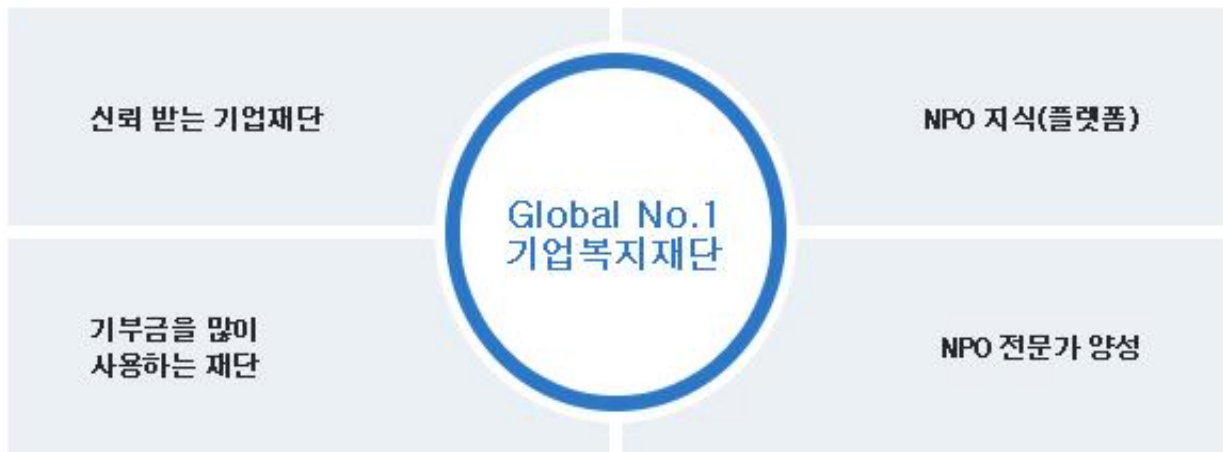 신뢰 받는 기업재단
NPO 지식(플랫폼)
Global No.1
기업복지재단
기부금을 많이
사용하는 재단
NPO 전문가 양성